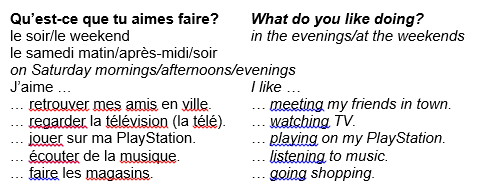 Qu'est-ce que tu aimes faire? What do you like doing?
le soir/le weekend in the evenings/at the weekends
le samedi matin/après-midi/soir
on Saturday mornings/afternoons/evenings
J'aime … I like …
… retrouver mes amis en ville. … meeting my friends in town.
… regarder la télévision (la télé). … watching TV.
… jouer sur ma PlayStation. … playing on my PlayStation.
… écouter de la musique. … listening to music.
… faire les magasins. … going shopping.